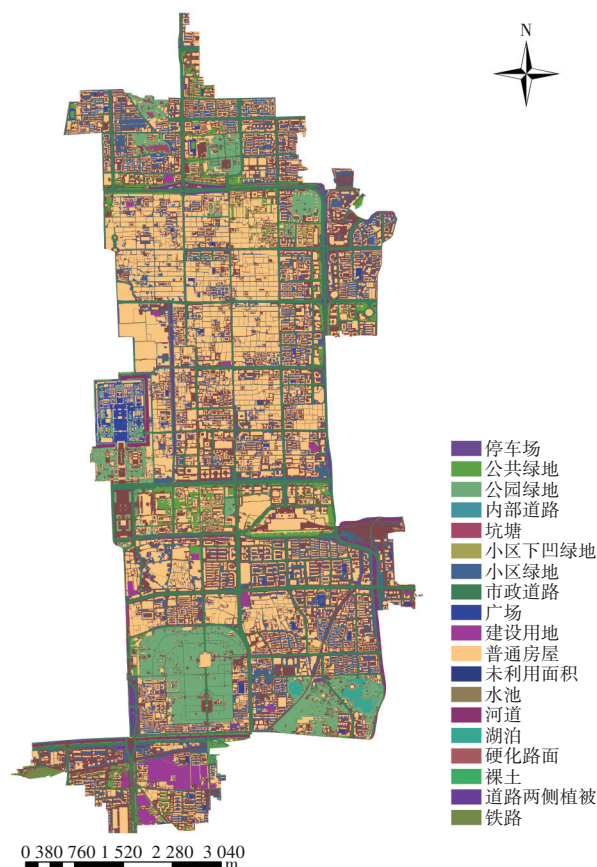 N
停车场
公共绿地
公园绿地
内部道路
坑塘
小区下凹绿地
小区绿地
市政道路
广场
建设用地
普通房屋
未利用面积
水池
河道
湖泊
硬化路面
裸土
道路两侧植被
铁路
0 380 760 1 520 2 280 3 040
m